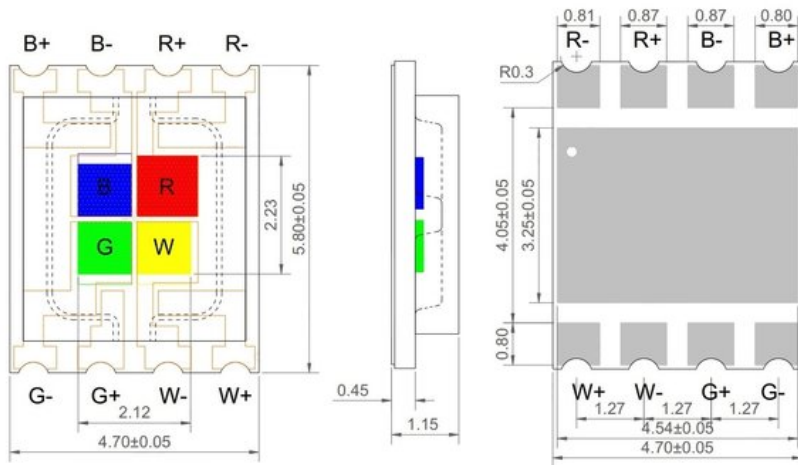 B+ B- R+ R-
B R
G W
2.23
5.80±0.05
G- G+ W- W+
2.12
4.70±0.05
0.45
1.15
0.81 0.87 0.87 0.80
R- R+ B- B+
R0.3
4.05±0.05
3.25±0.05
0.80
W+ W- G+ G-
1.27 1.27 1.27
4.54±0.05
4.70±0.05